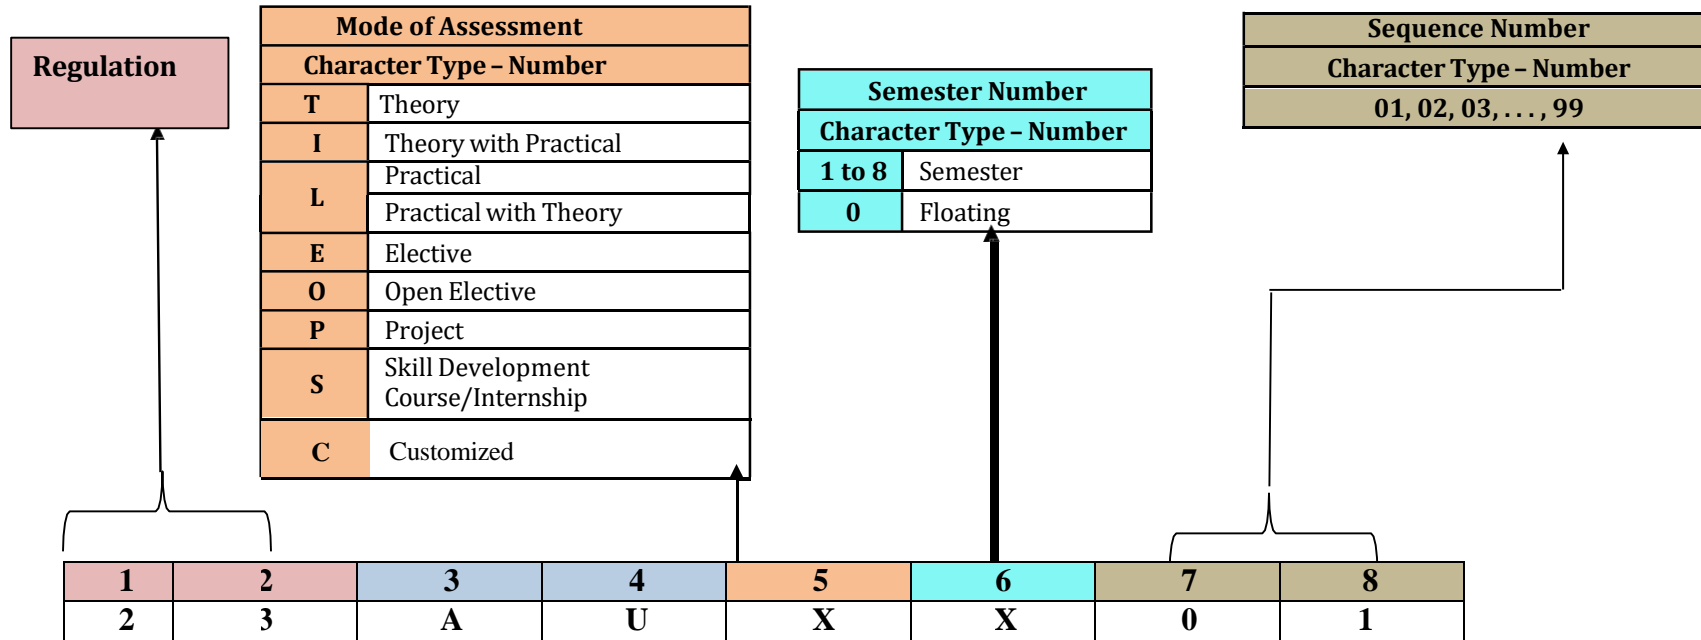 Regulation
Mode of Assessment
Character Type – Number
T Theory
I Theory with Practical
L Practical
Practical with Theory
E Elective
O Open Elective
P Project
S Skill Development
Course/Internship
C Customized
Semester Number
Character Type – Number
1 to 8 Semester
0 Floating
Sequence Number
Character Type – Number
01, 02, 03, . . . , 99
1 2 3 4 5 6 7 8
2 3 A U X X 0 1